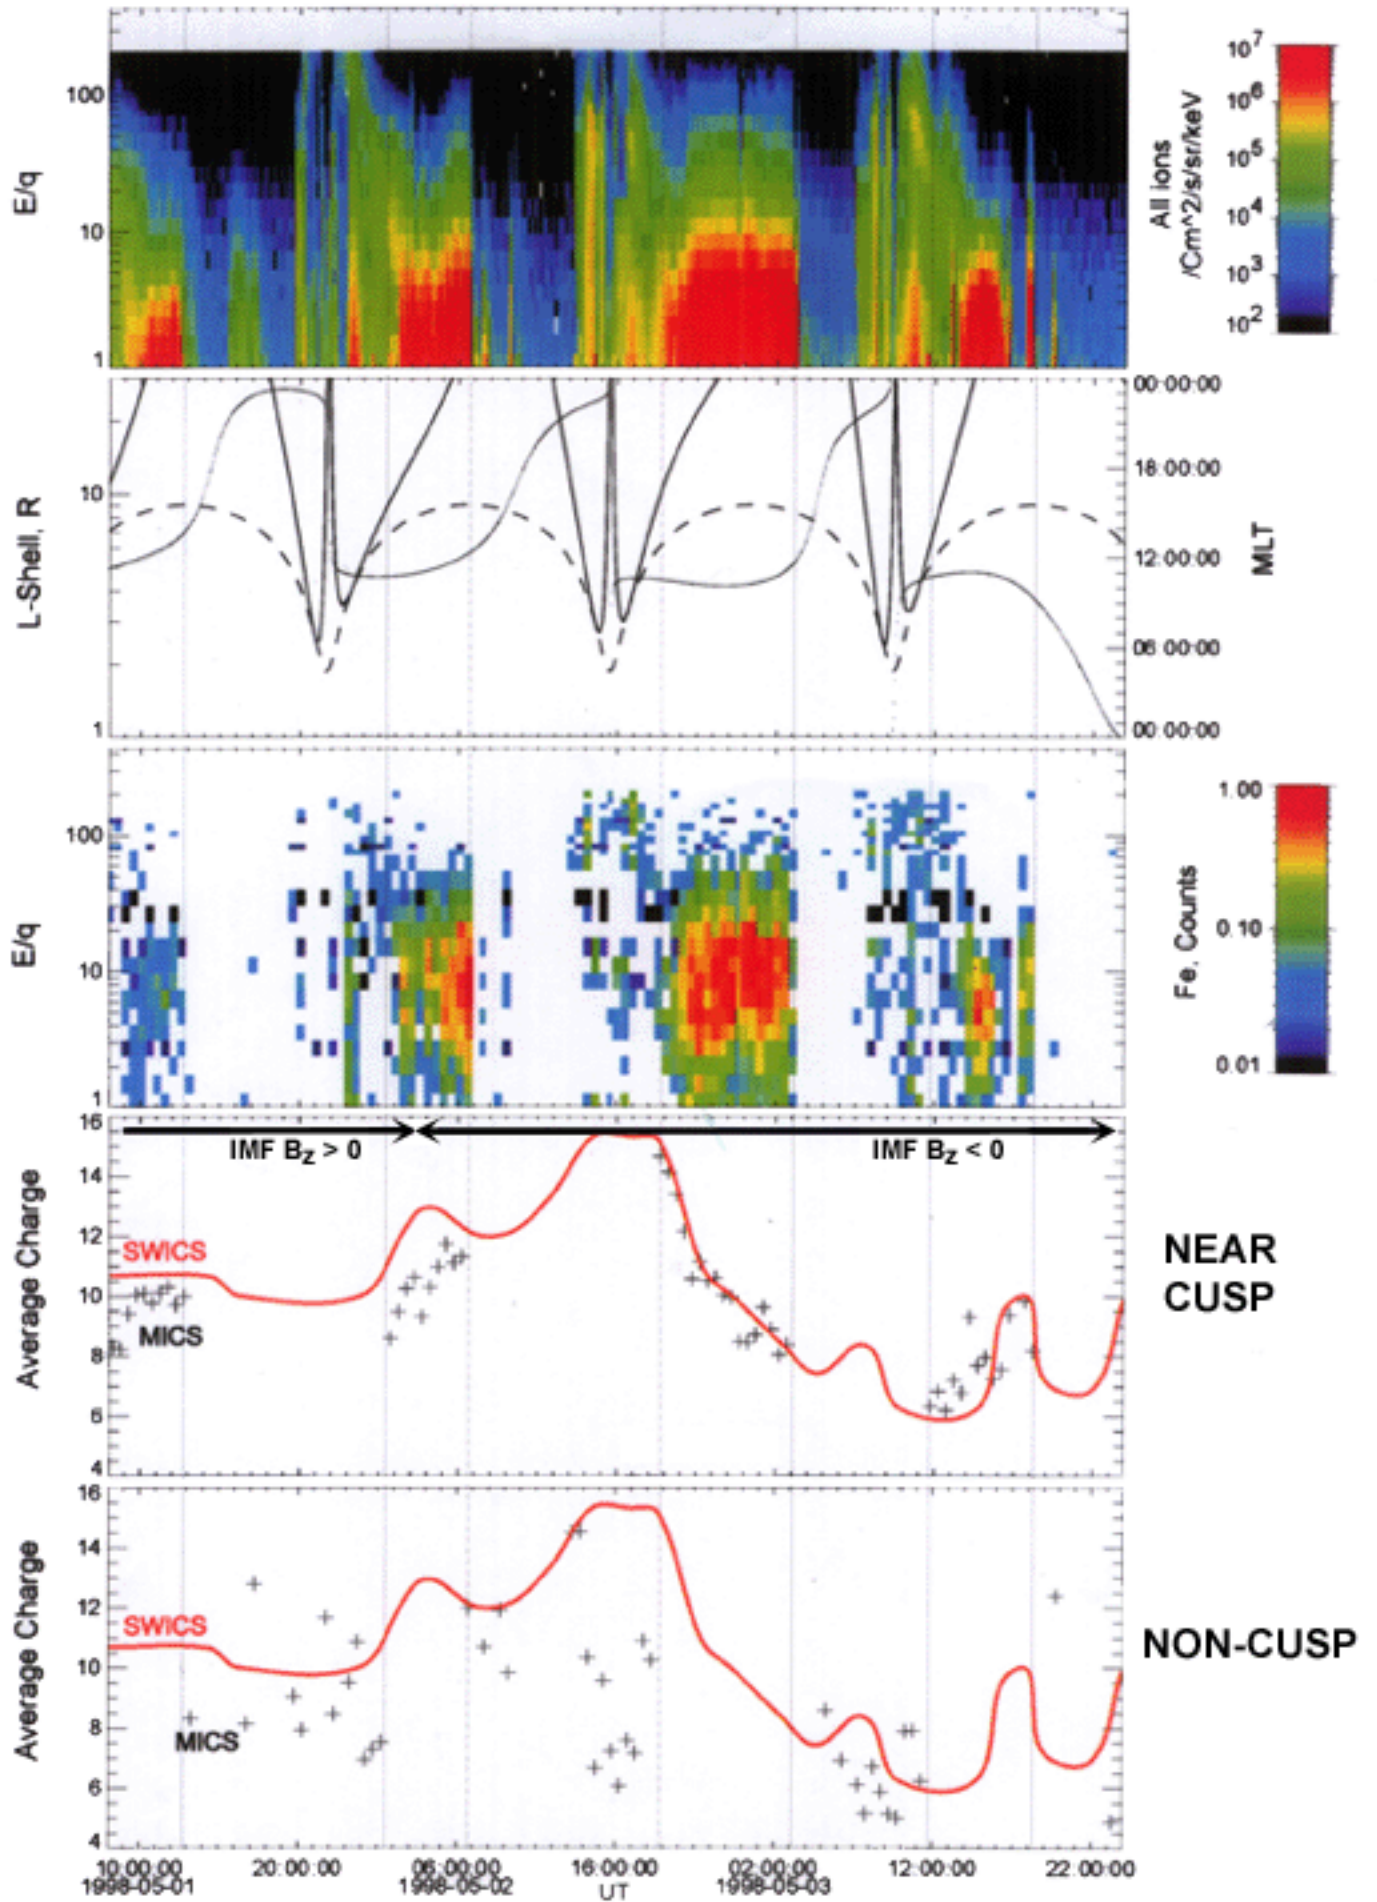 100
10
1
E/q
All ions
/Cm^2/s/sr/keV
10^7
10^6
10^5
10^4
10^3
10^2
10
1
L-Shell, R
00:00:00
18:00:00
12:00:00
06:00:00
00:00:00
MLT
100
10
1
E/q
Fe, Counts
1.00
0.10
0.01
16
14
12
10
8
6
4
Average Charge
IMF Bz > 0
IMF Bz < 0
SWICS
MICS
NEAR
CUSP
16
14
12
10
8
6
4
Average Charge
SWICS
MICS
NON-CUSP
10:00:00 20:00:00 06:00:00 16:00:00 02:00:00 12:00:00 22:00:00
1998-05-01 1998-05-02 UT 1998-05-03